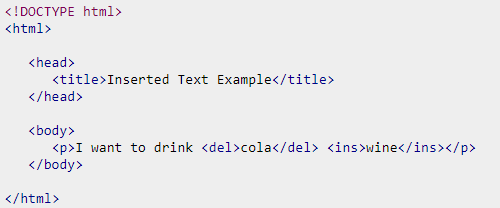 <!DOCTYPE html>
<html>
<head>
<title>Inserted Text Example</title>
</head>
<body>
<p>I want to drink <del>cola</del> <ins>wine</ins></p>
</body>
</html>